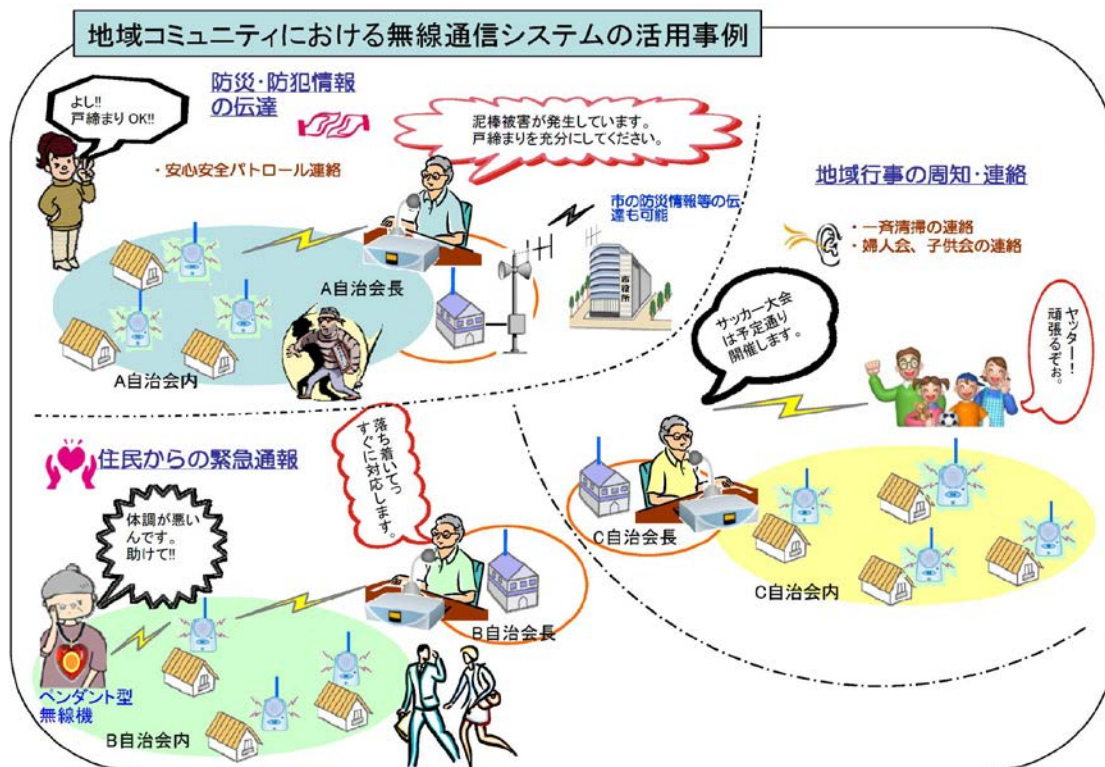 地域コミュニティにおける無線通信システムの活用事例
防災・防犯情報
の伝達
よし!!
戸締まりOK!!
・安心安全パトロール連絡
泥棒被害が発生しています。
戸締まりを充分にしてください。
市の防災情報等の伝
達も可能
市役所
A自治会長
A自治会内
地域行事の周知・連絡
・一斉清掃の連絡
・婦人会、子供会の連絡
サッカー大会
は予定通り
開催します。
ヤッター!!
頑張るぞぉ。
C自治会長
C自治会内
住民からの緊急通報
体調が悪い
んです。
助けて!!
落ち着いてっ
すぐに対応します。
B自治会長
ペンダント型
無線機
B自治会内